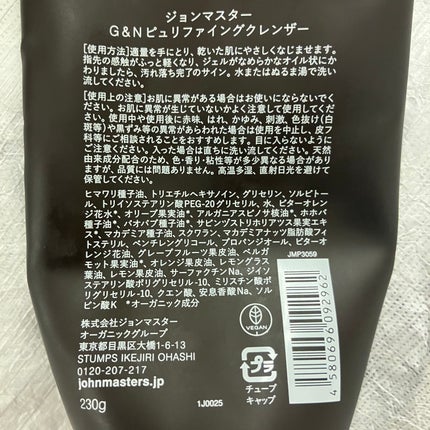 ジョンマスター
G&Nピュリファイングクレンザー
[使用方法]適量を手にとり、乾いた肌にやさしくなじませます。
指先の感触がふっと軽くなり、ジェルがなめらかなオイル状にか
わりましたら、汚れ落ち完了のサイン。水またはぬるま湯で洗い
流してください。
[使用上の注意]お肌に異常がある場合はお使いにならないでく
ださい。お肌に異常が生じていないかよく注意して使用してくだ
さい。使用中や使用後に赤味、はれ、かゆみ、刺激、色抜け(白
斑等)や黒ずみ等の異常があらわれた場合は使用を中止し、皮フ
科等にご相談されることをおすすめします。目に入らないように
ご注意ください。入った場合は直ちに洗い流してください。天然
由来成分配合のため、色・香り・粘性等が多少異なる場合があり
ますが、品質には問題ありません。高温多湿、直射日光を避けて
保管してください。
ヒマワリ種子油、トリエチルヘキサノイン、グリセリン、ソルビトー
ル、トリイソステアリン酸PEG-20グリセリル、水、ビターオレンジ
花水*、オリーブ果実油*、アルガニアスピノサ核油*、ホホバ
種子油*、バオバブ種子油*、サピンヅストリホリアツス果実エキ
ス*、マカデミア種子油、スクワラン、マカデミアナッツ脂肪酸フィ
トステリル、ペンチレングリコール、プロパンジオール、ビターオ
レンジ花油、グレープフルーツ果皮油、ベルガ
モット果実油*、オレンジ果皮油、レモングラス
葉油、レモン果皮油、サーファクチンNa、ジイソ
ステアリン酸ポリグリセリル-10、ミリスチン酸ポ
リグリセリル-10、クエン酸、安息香酸Na、ソル
ビン酸K *オーガニック成分
JMP3059
株式会社ジョンマスター
オーガニックグループ
東京都目黒区大橋1-6-13
STUMPS IKEJIRI OHASHI
0120-207-217
johnmasters.jp
230g
1J0025
VEGAN
プラ
チューブ
キャップ
4580696092962